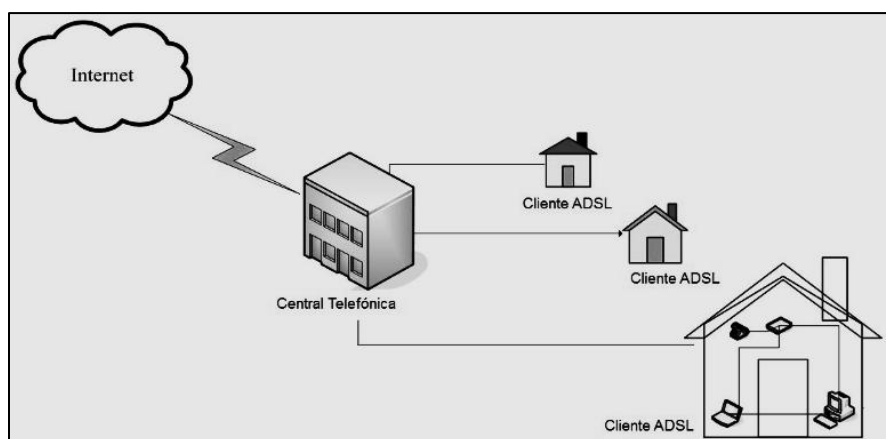 Internet
Cliente ADSL
Cliente ADSL
Central Telefónica
Cliente ADSL